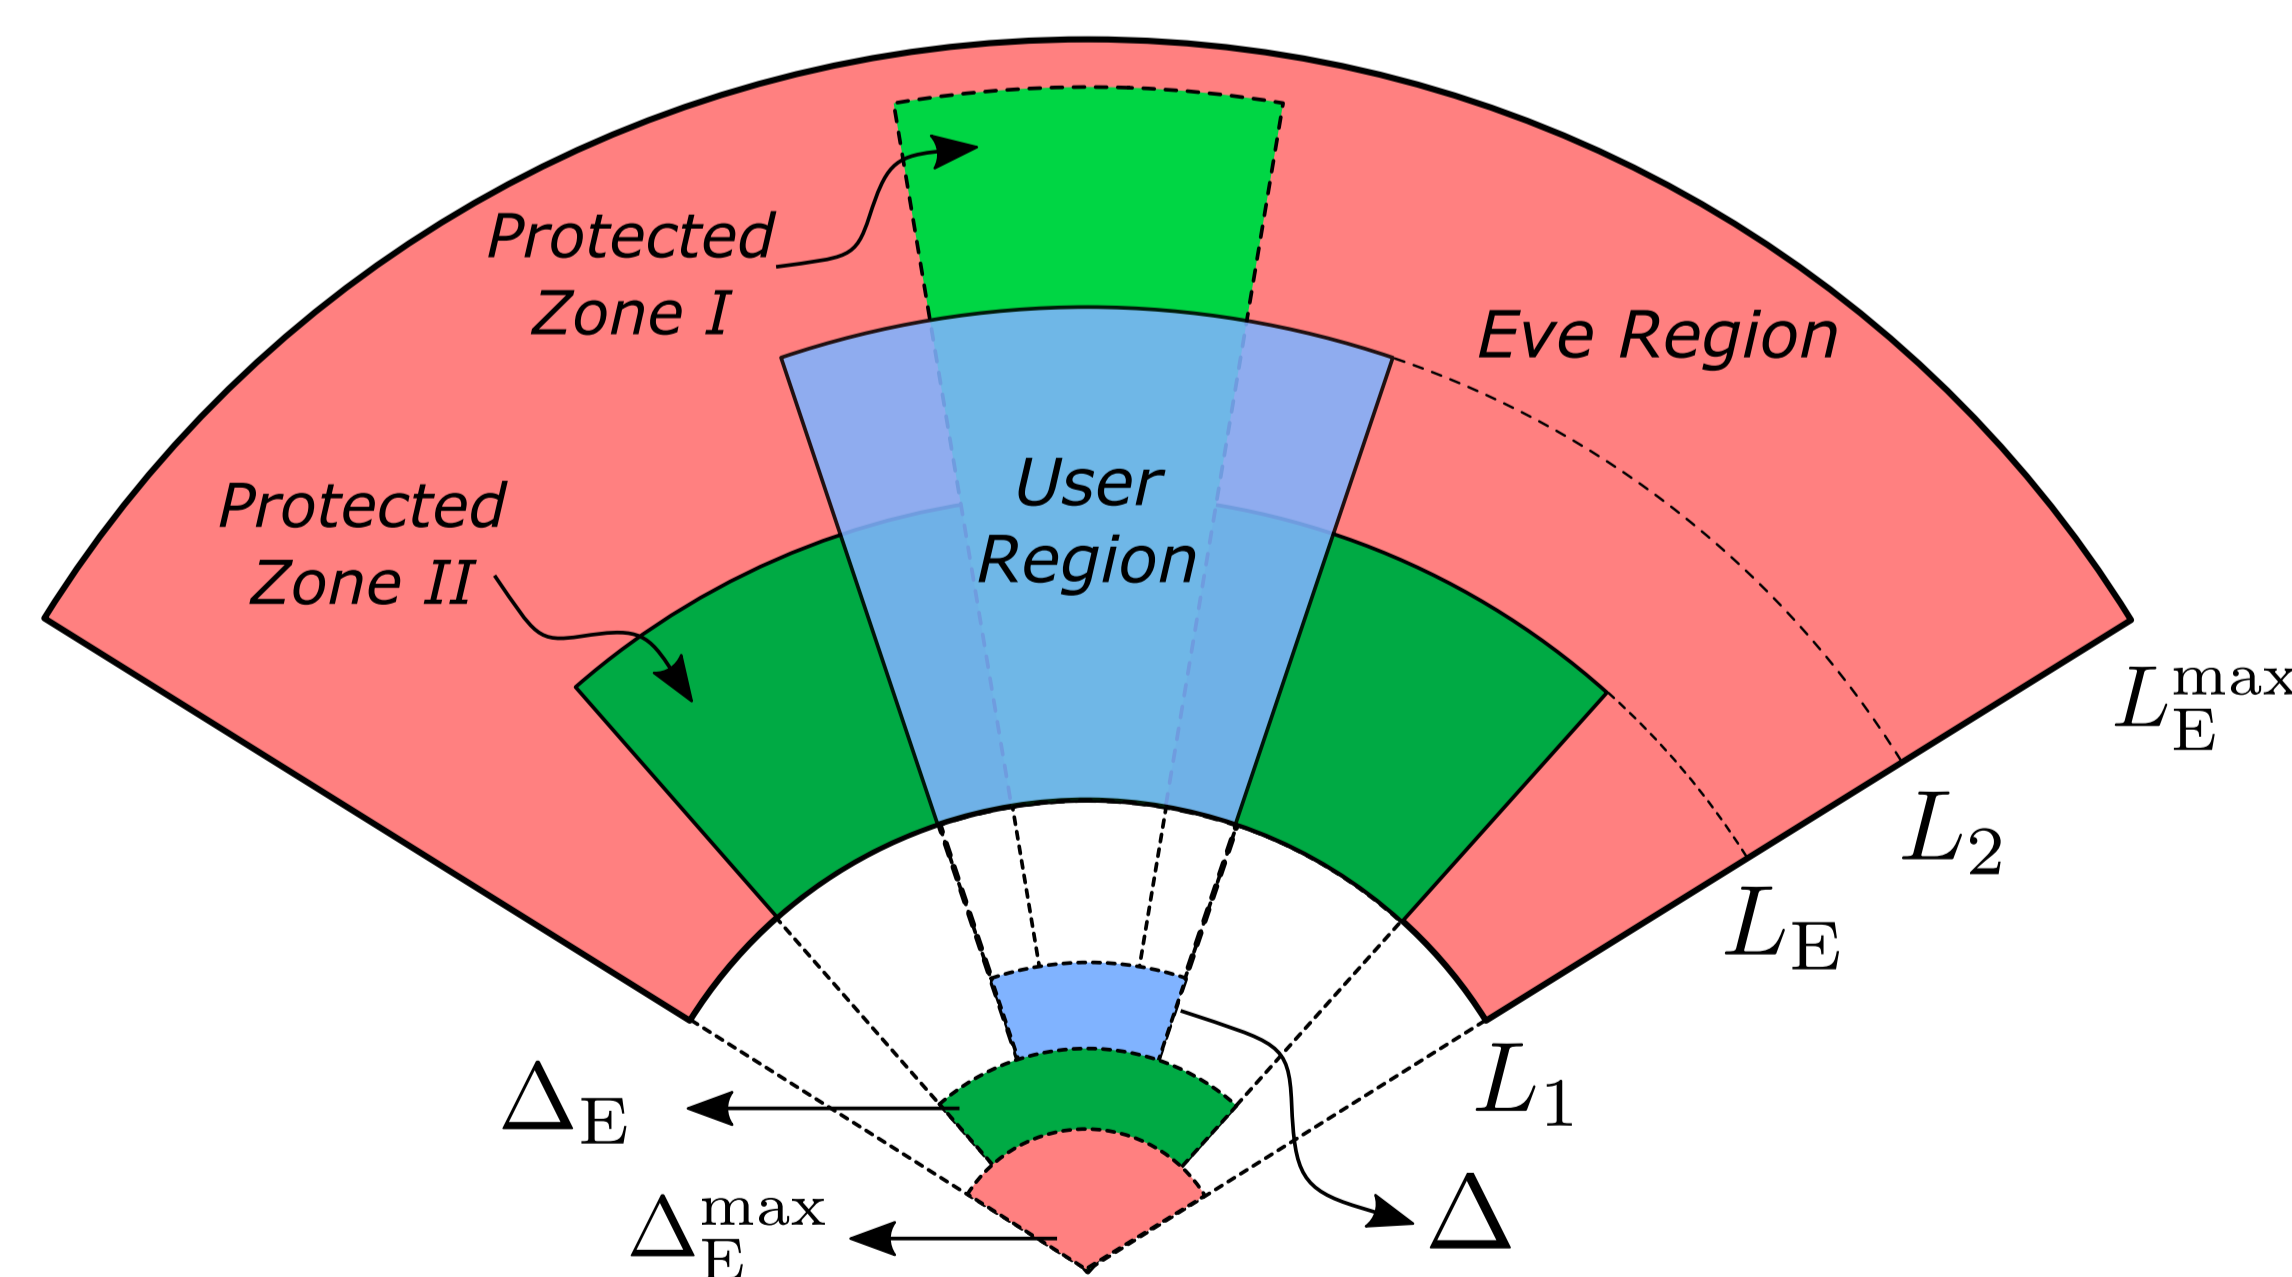 Protected
Zone I
Eve Region
User
Region
Protected
Zone II
L_E^max
L_2
L_E
L_1
Δ_E
Δ_E^max
Δ